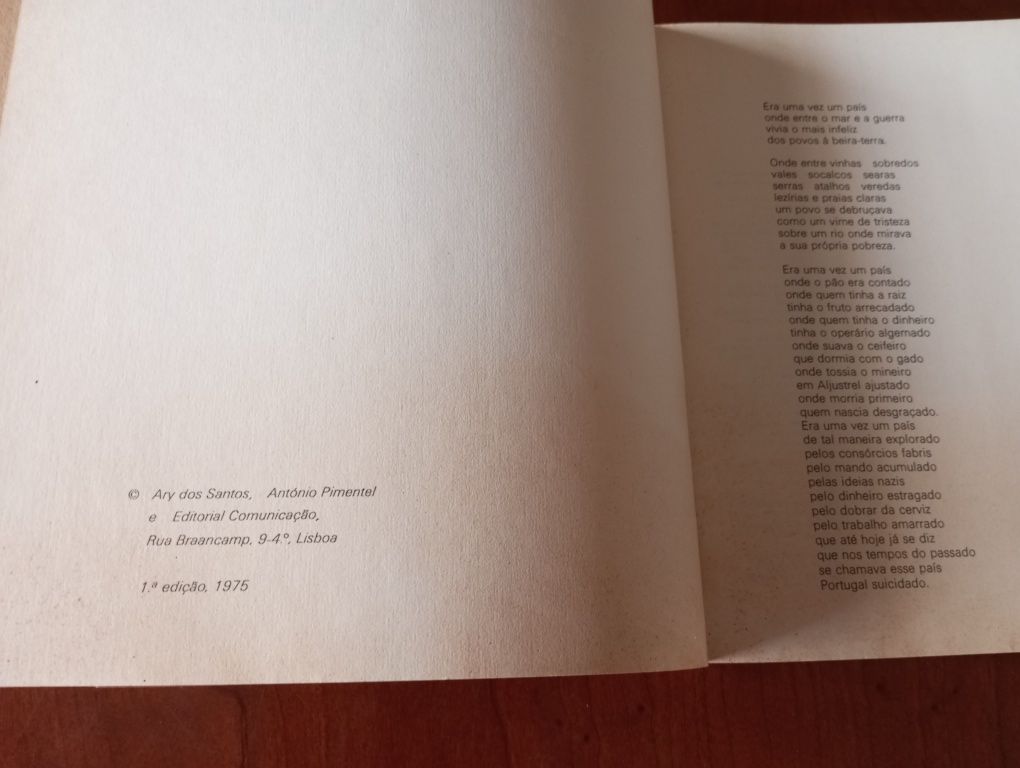 © Ary dos Santos, António Pimentel
e Editorial Comunicação,
Rua Braancamp, 9-4.º, Lisboa
1.ª edição, 1975
Era uma vez um país
onde entre o mar e a guerra
vivia o mais infeliz
dos povos à beira-terra.
Onde entre vinhas sobredos
vales socalcos searas
serras atalhos veredas
lezírias e praias claras
um povo se debruçava
como um vime de tristeza
sobre um rio onde mirava
a sua própria pobreza.
Era uma vez um país
onde o pão era contado
onde quem tinha a raiz
tinha o fruto arrecadado
onde quem tinha o dinheiro
tinha o operário algemado
onde suava o ceifeiro
que dormia com o gado
onde tossia o mineiro
em Aljustrel ajustado
onde morria primeiro
quem nascia desgraçado.
Era uma vez um país
de tal maneira explorado
pelos consórcios fabris
pelo mando acumulado
pelas ideias nazis
pelo dinheiro estragado
pelo dobrar da cerviz
pelo trabalho amarrado
que até hoje já se diz
que nos tempos do passado
se chamava esse país
Portugal suicidado.